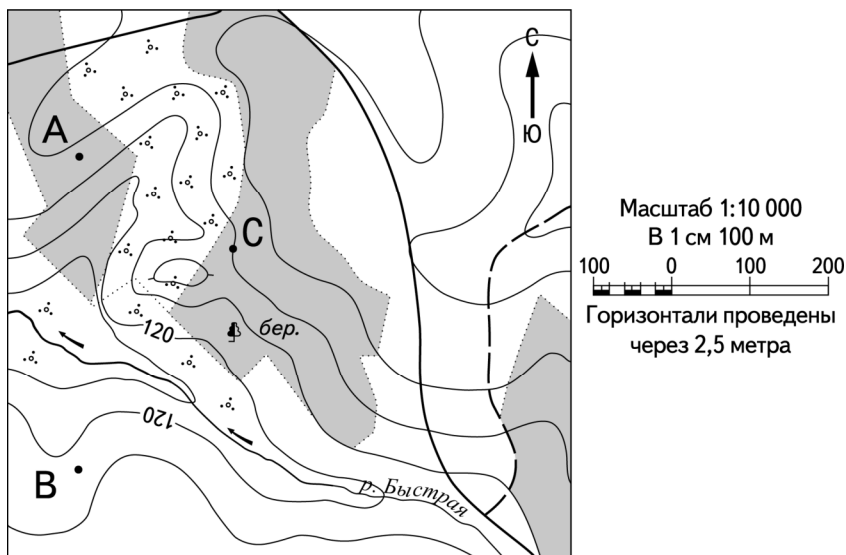 С
Ю
А
С
бер.
120
120
В
р. Быстрая
Масштаб 1:10 000
В 1 см 100 м
100 0 100 200
Горизонтали проведены
через 2,5 метра